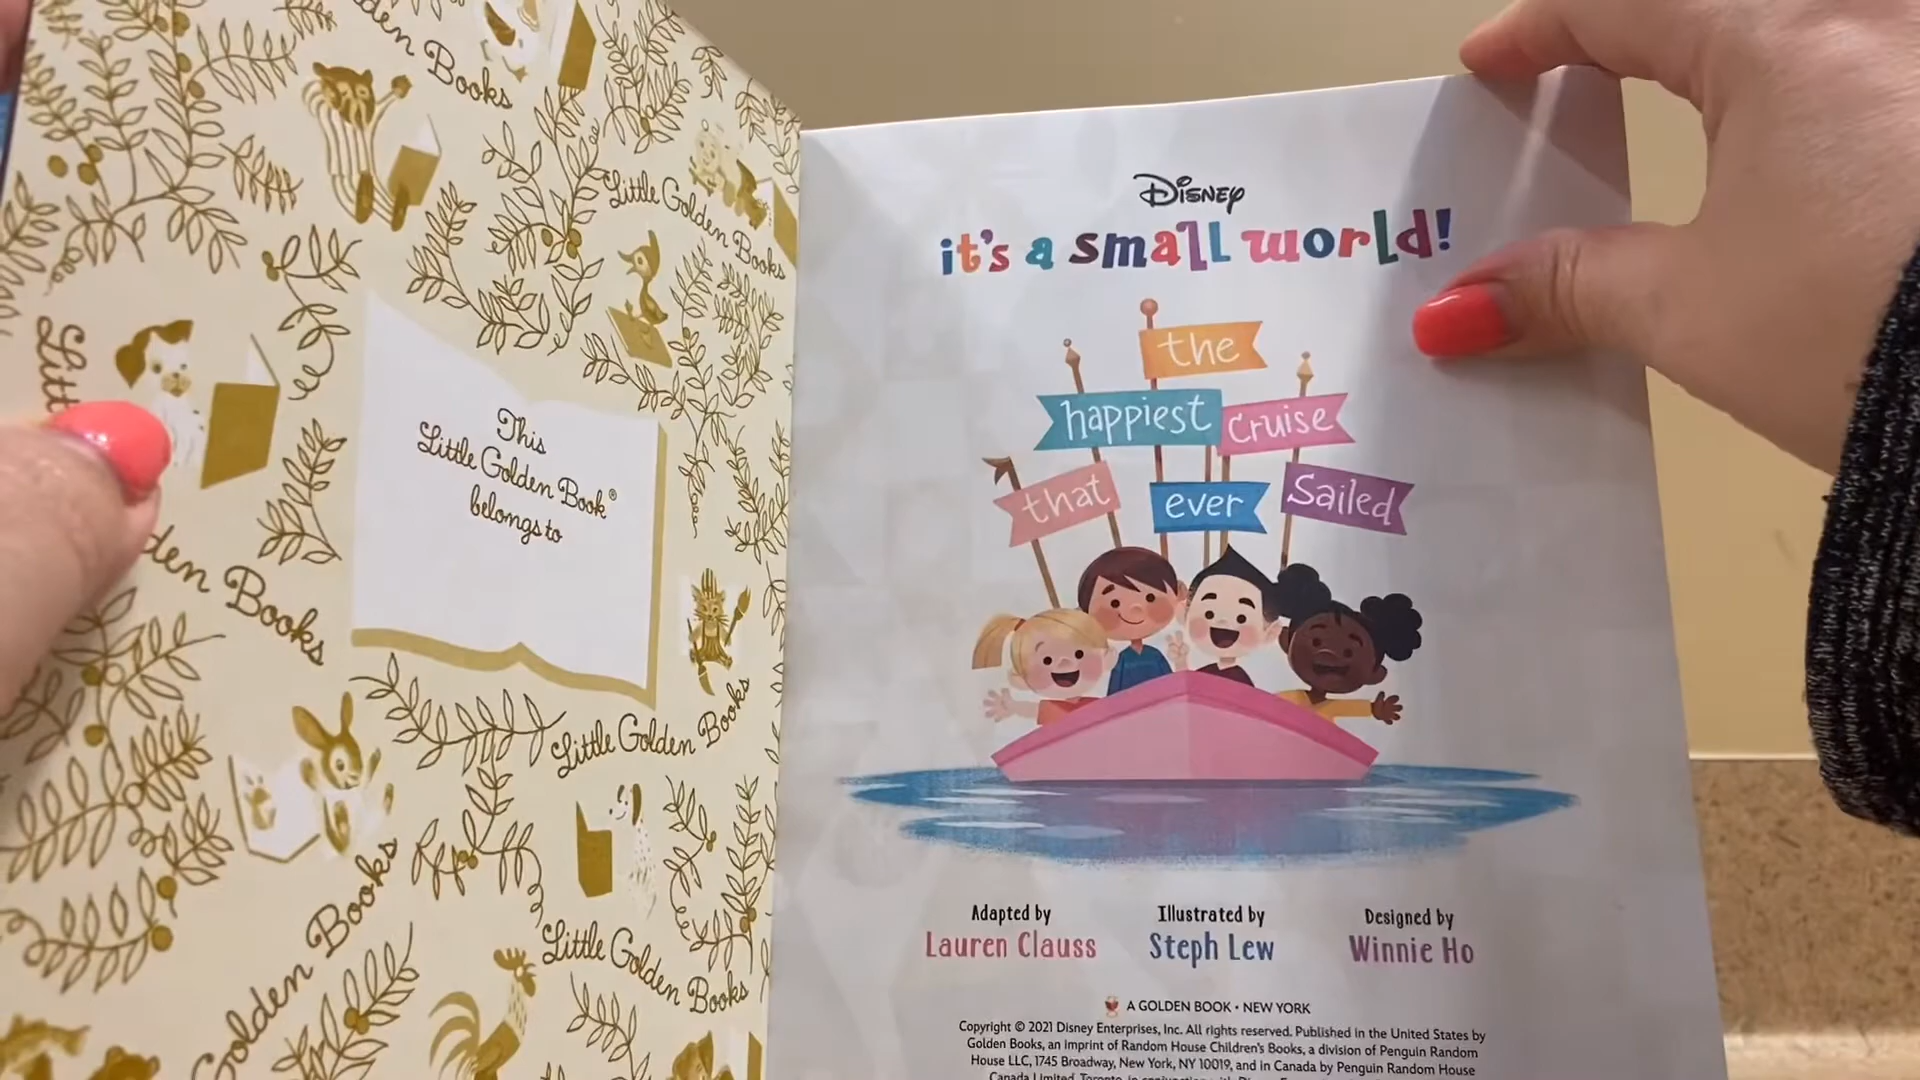 den Books
Little Golden Books
This
Little Golden Book®
belongs to
den Books
Little Golden Books
Little Golden Books
Golden Books
DISNEY
it's a small world!
the
happiest cruise
that ever Sailed
Adapted by
Lauren Clauss
Illustrated by
Steph Lew
Designed by
Winnie Ho
A GOLDEN BOOK • NEW YORK
Copyright © 2021 Disney Enterprises, Inc. All rights reserved. Published in the United States by
Golden Books, an imprint of Random House Children's Books, a division of Penguin Random
House LLC, 1745 Broadway, New York, NY 10019, and in Canada by Penguin Random House